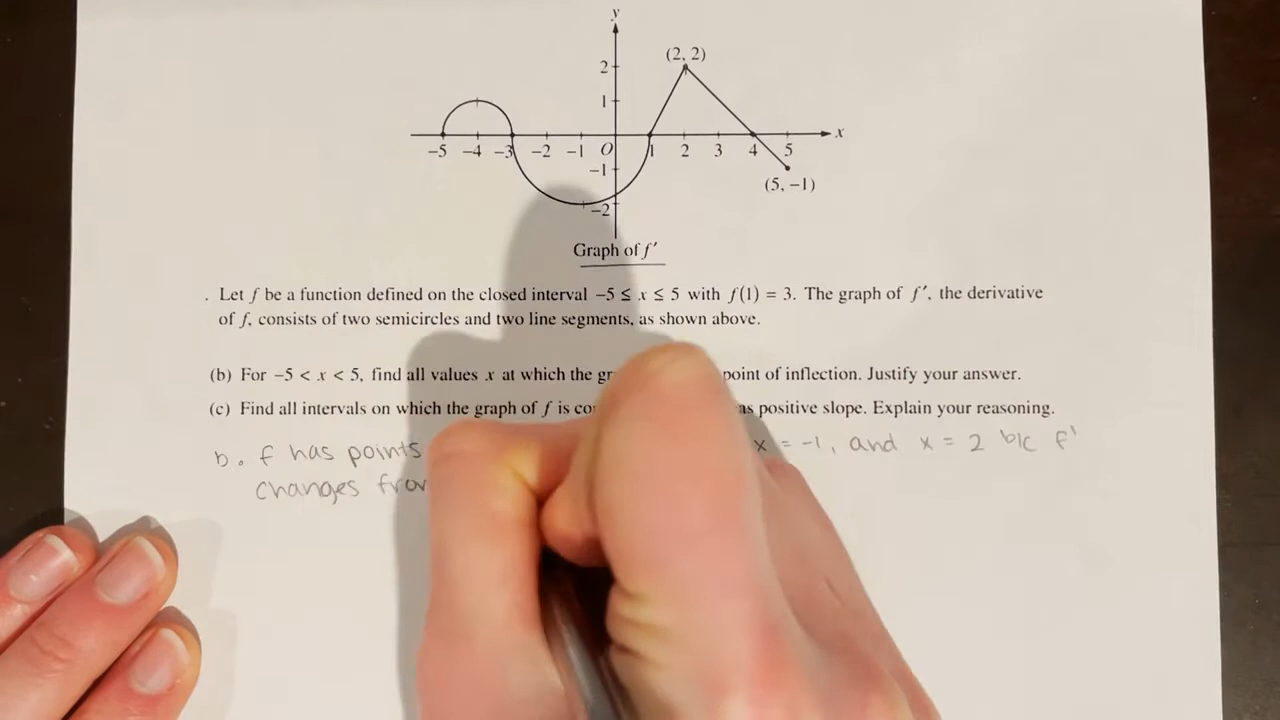 y
(2, 2)
2
1
x
-5 -4 -3 -2 -1 O 1 2 3 4 5
-1
(5, -1)
-2
Graph of f′
. Let f be a function defined on the closed interval −5 ≤ x ≤ 5 with f(1) = 3. The graph of f′, the derivative
of f, consists of two semicircles and two line segments, as shown above.
(b) For −5 < x < 5, find all values x at which the point of inflection. Justify your answer.
(c) Find all intervals on which the graph of f is positive slope. Explain your reasoning.
b. f has points x = -1, and x = 2 b/c f'
changes